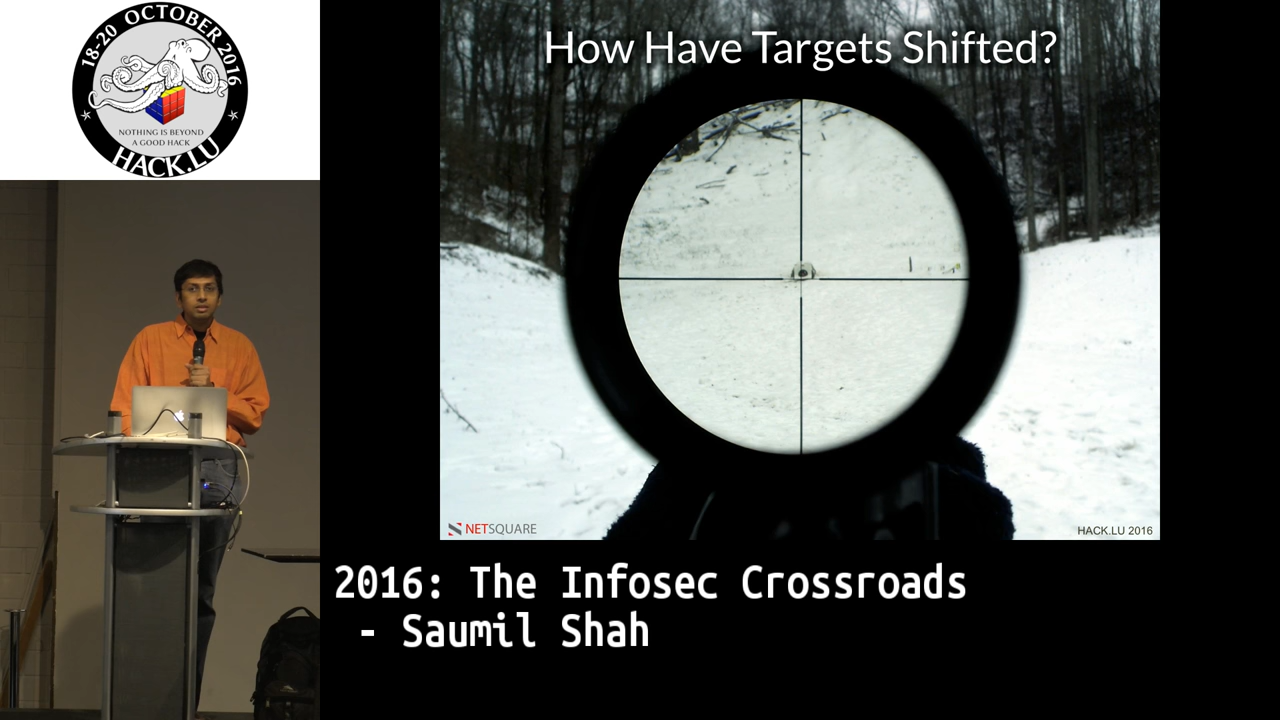 18-20 OCTOBER 2016
NOTHING IS BEYOND
A GOOD HACK
HACK.LU
How Have Targets Shifted?
NETSQUARE
HACK.LU 2016
2016: The Infosec Crossroads
- Saumil Shah